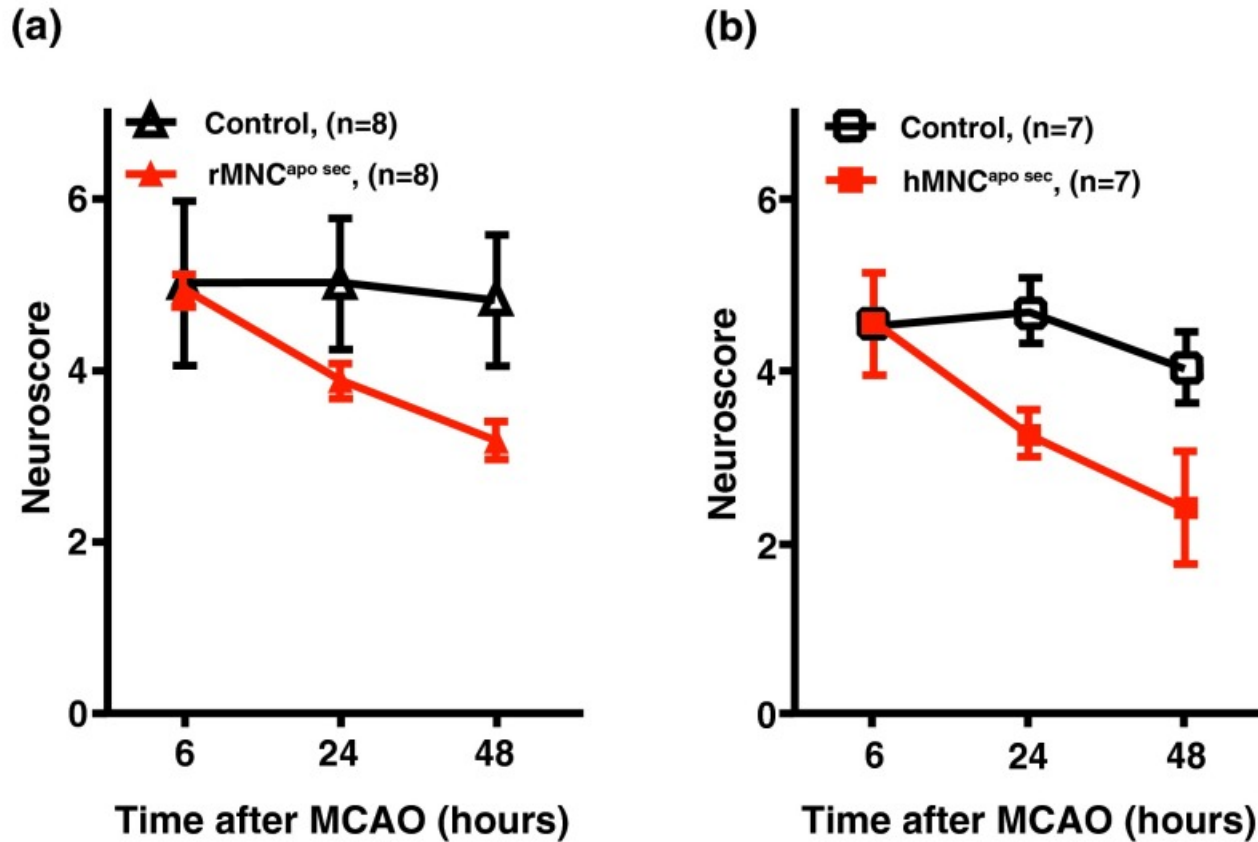 (a)
Control, (n=8)
rMNCapo sec, (n=8)
6
4
2
0
Neuroscore
6
24
48
Time after MCAO (hours)
(b)
Control, (n=7)
hMNCapo sec, (n=7)
6
4
2
0
Neuroscore
6
24
48
Time after MCAO (hours)